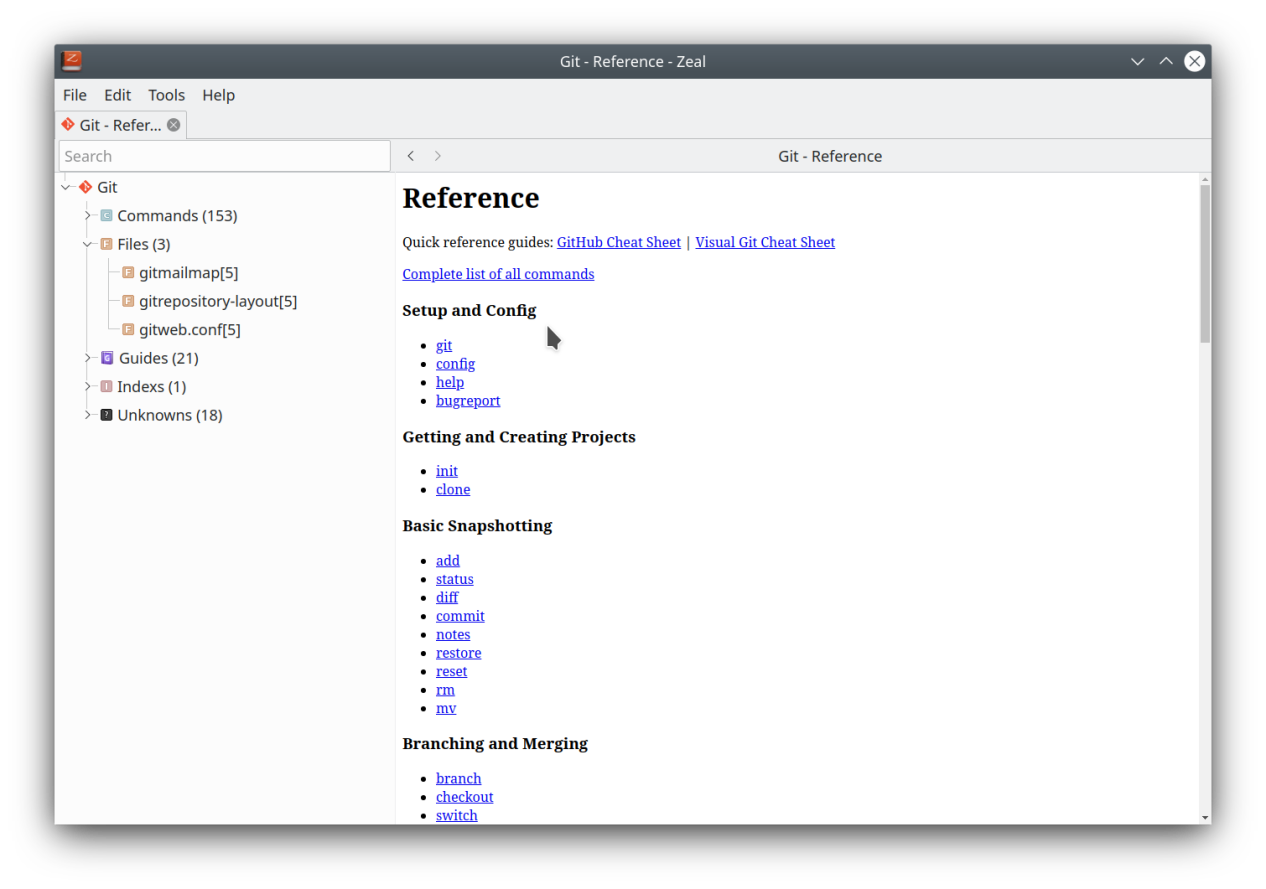 Git - Reference - Zeal
File Edit Tools Help
Git - Refer...
Search
Git - Reference
Git
Commands (153)
Files (3)
gitmailmap[5]
gitrepository-layout[5]
gitweb.conf[5]
Guides (21)
Indexs (1)
Unknowns (18)
Reference
Quick reference guides: GitHub Cheat Sheet | Visual Git Cheat Sheet
Complete list of all commands
Setup and Config
git
config
help
bugreport
Getting and Creating Projects
init
clone
Basic Snapshotting
add
status
diff
commit
notes
restore
reset
rm
mv
Branching and Merging
branch
checkout
switch